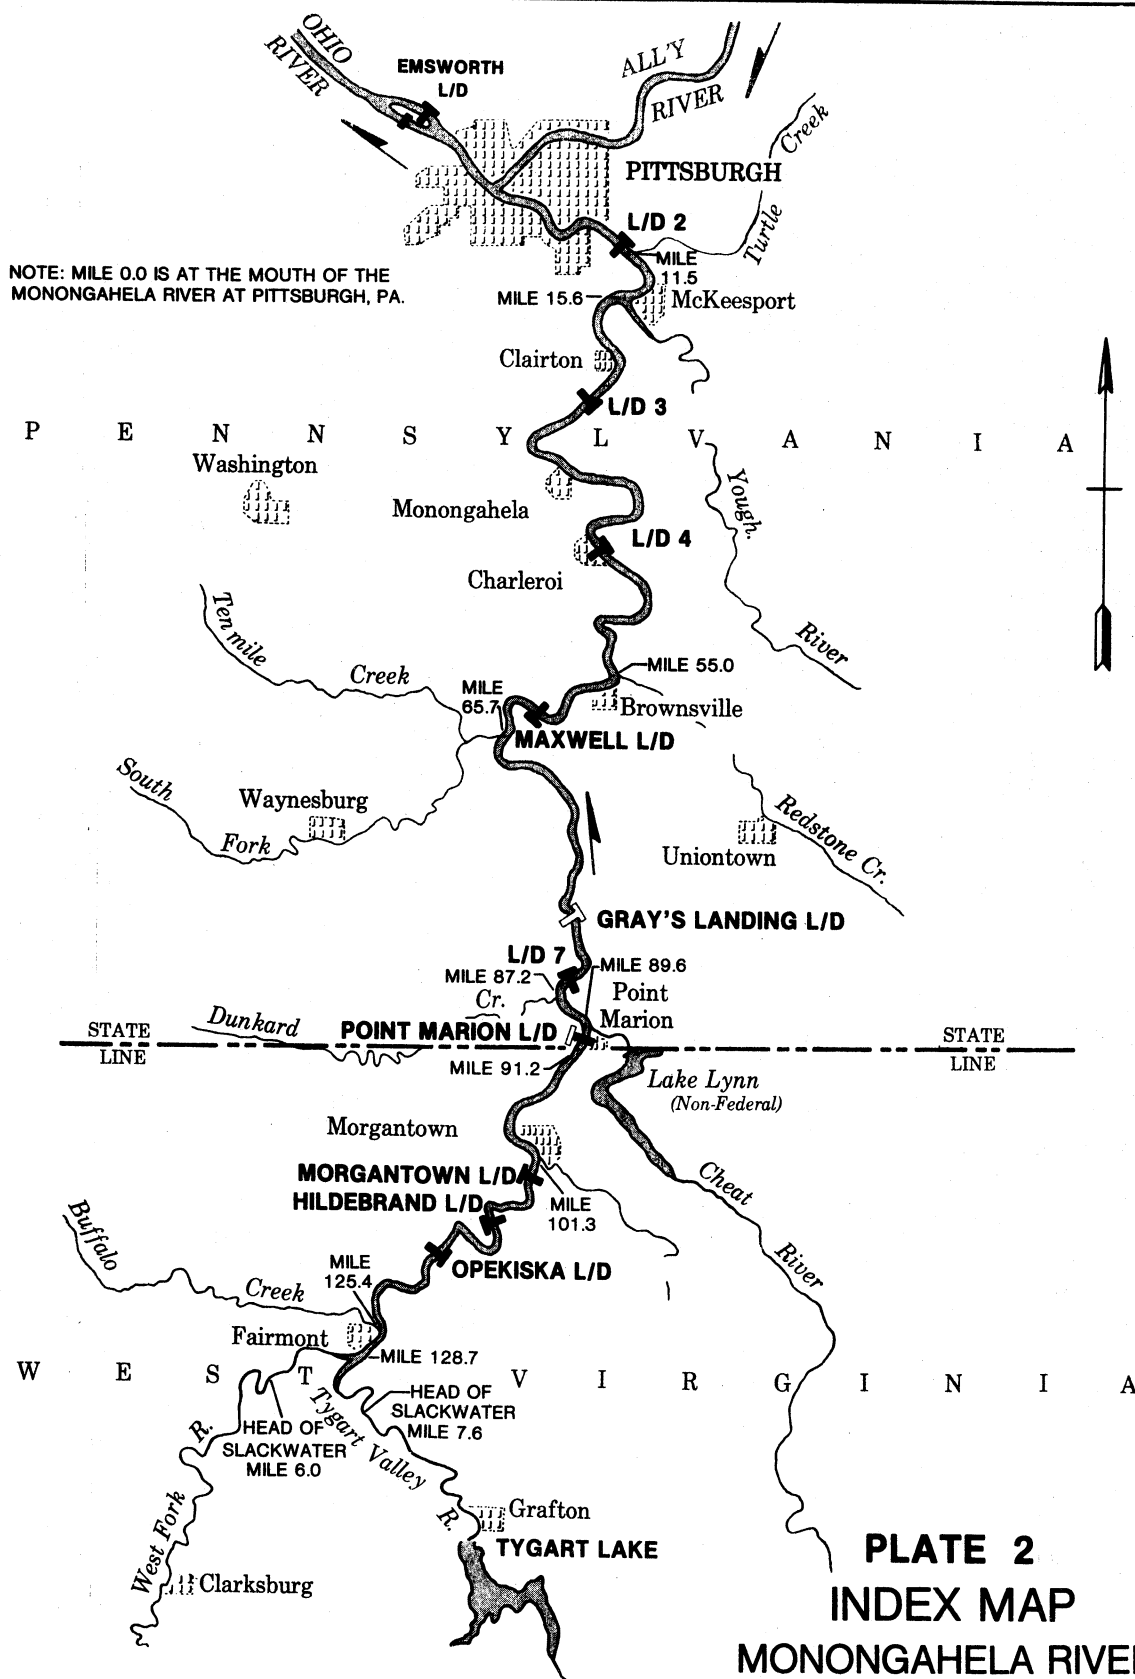 OHIO
RIVER
EMSWORTH
L/D
ALL'Y
RIVER
Turtle Creek
PITTSBURGH
L/D 2
MILE
11.5
NOTE: MILE 0.0 IS AT THE MOUTH OF THE
MONONGAHELA RIVER AT PITTSBURGH, PA.
MILE 15.6
McKeesport
Clairton
L/D 3
P E N N S Y L V A N I A
Washington
Monongahela
Yough.
River
L/D 4
Charleroi
Ten mile
Creek
MILE 55.0
MILE
65.7
Brownsville
MAXWELL L/D
South
Fork
Waynesburg
Redstone Cr.
Uniontown
GRAY'S LANDING L/D
L/D 7
MILE 89.6
MILE 87.2
Cr.
Point
Marion
Dunkard
POINT MARION L/D
STATE
LINE
STATE
LINE
MILE 91.2
Lake Lynn
(Non-Federal)
Morgantown
MORGANTOWN L/D
HILDEBRAND L/D
MILE
101.3
Cheat
River
Buffalo
Creek
MILE
125.4
OPEKISKA L/D
Fairmont
MILE 128.7
W E S T V I R G I N I A
HEAD OF
SLACKWATER
MILE 7.6
HEAD OF
SLACKWATER
MILE 6.0
Tygart Valley
R.
West Fork
R.
Grafton
TYGART LAKE
Clarksburg
PLATE 2
INDEX MAP
MONONGAHELA RIVER